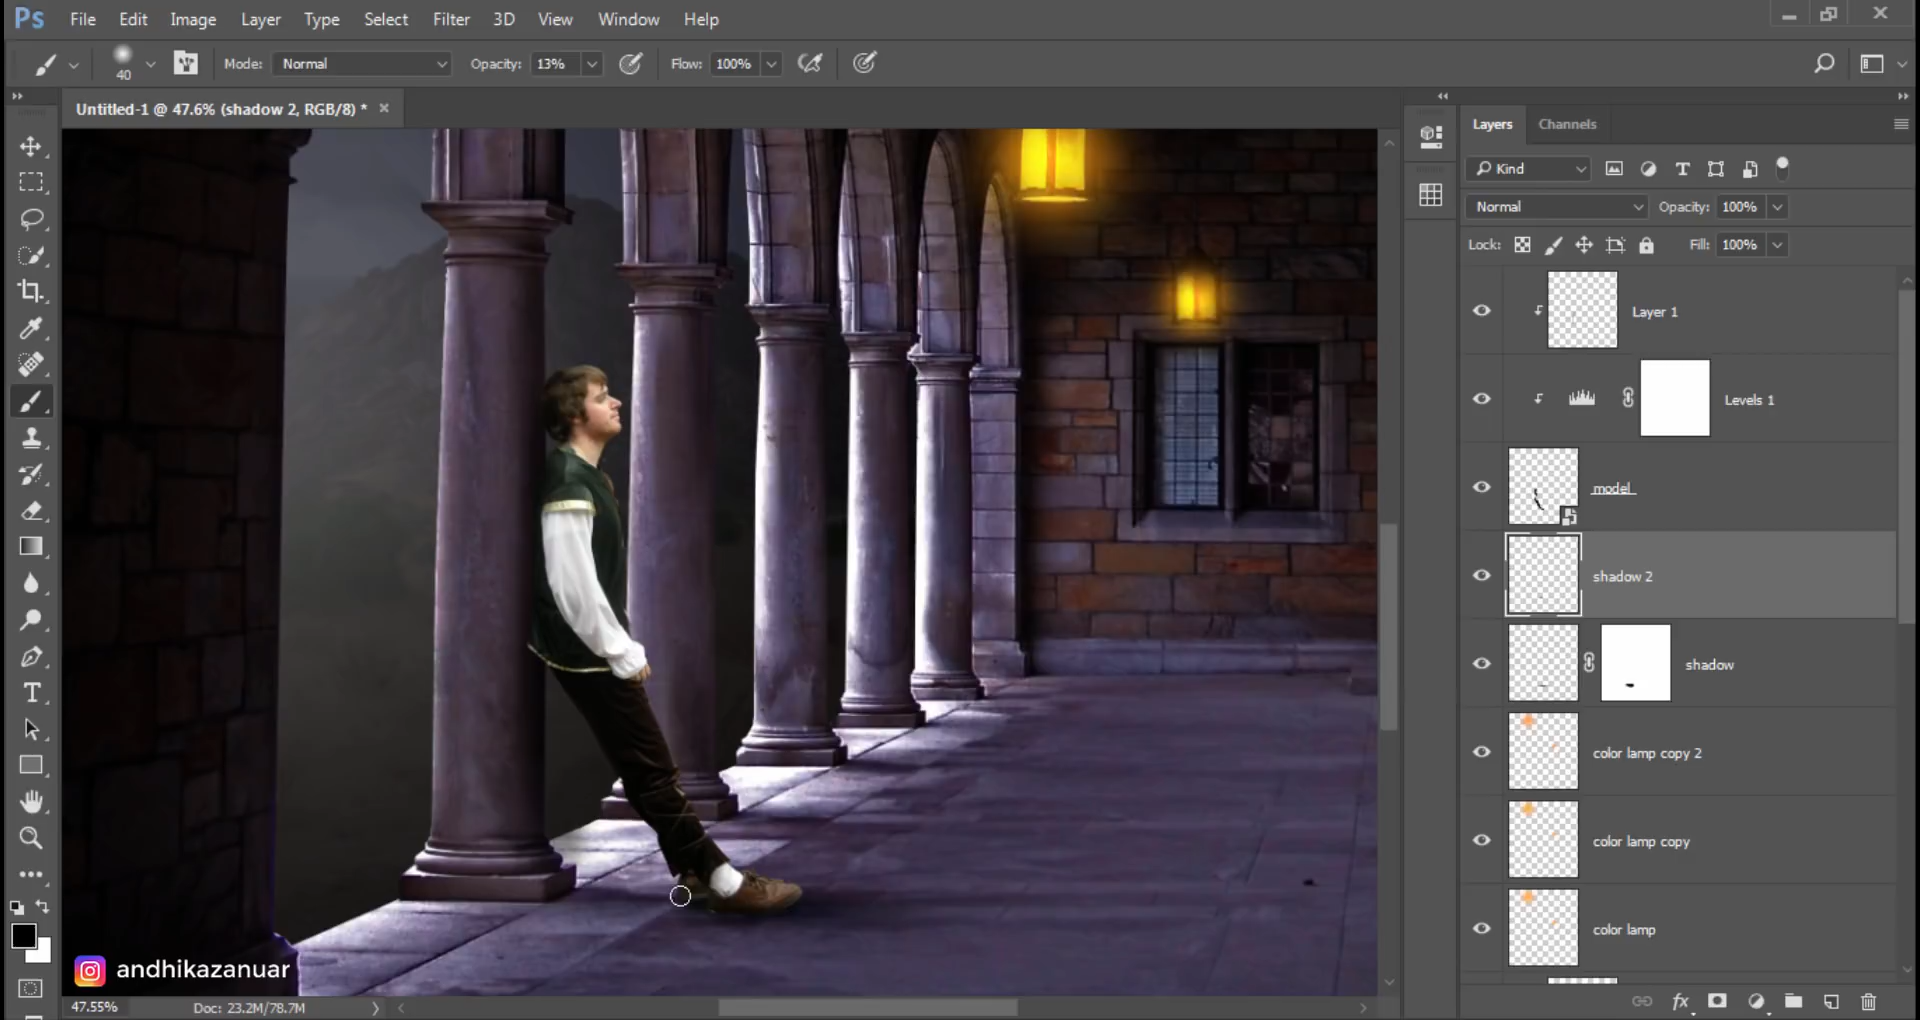 Ps File Edit Image Layer Type Select Filter 3D View Window Help
40 Mode: Normal Opacity: 13% Flow: 100%
Untitled-1 @ 47.6% (shadow 2, RGB/8) *
Layers Channels
Kind
Normal Opacity: 100%
Lock: Fill: 100%
Layer 1
Levels 1
model
shadow 2
shadow
color lamp copy 2
color lamp copy
color lamp
andhikazanuar
47.55% Doc: 23.2M/78.7M